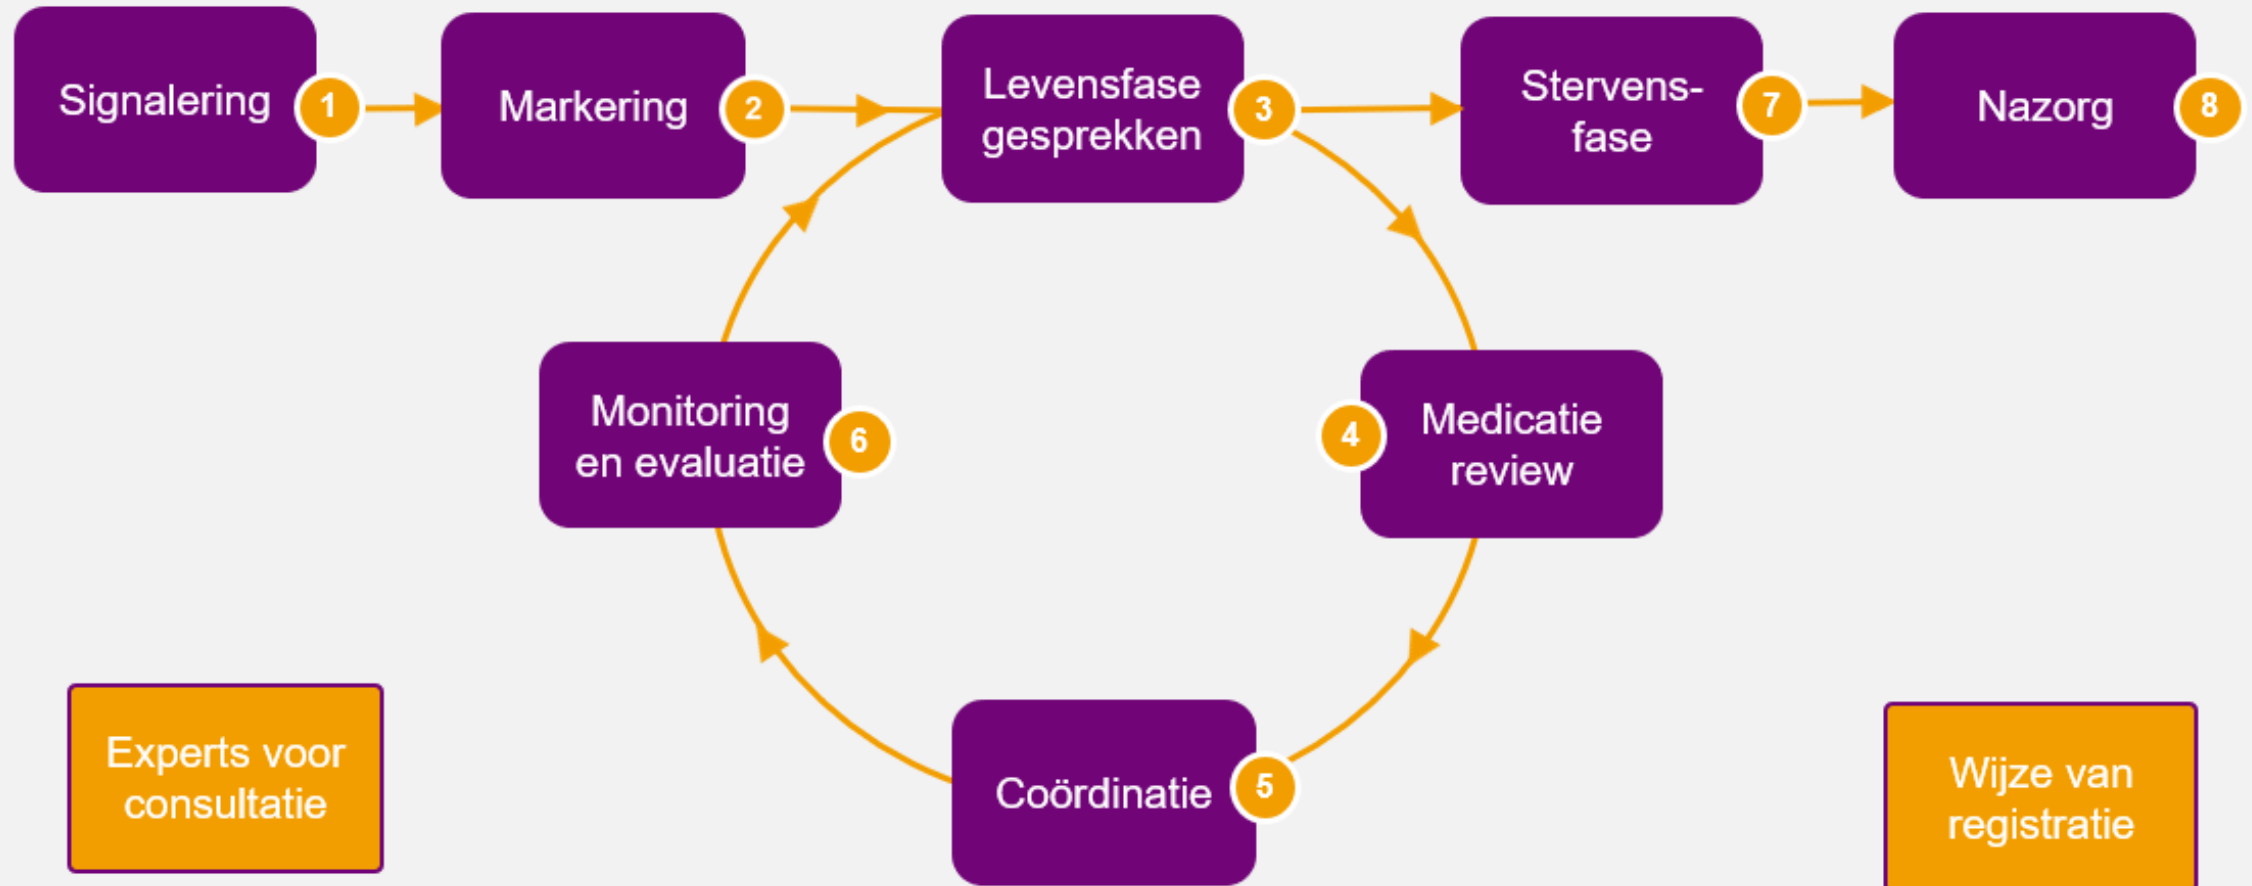 Signalering
1
Markering
2
Levensfase
gesprekken
3
Stervens-
fase
7
Nazorg
8
Monitoring
en evaluatie
6
4
Medicatie
review
Coördinatie
5
Experts voor
consultatie
Wijze van
registratie